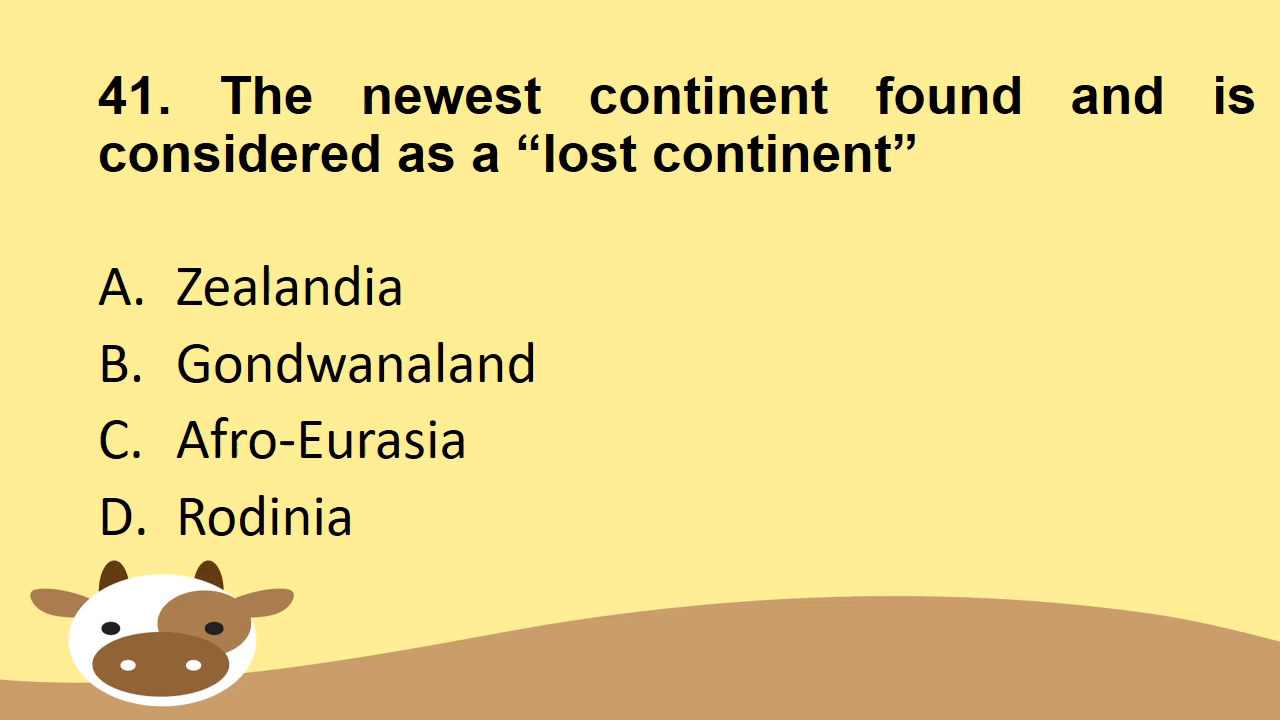 41. The newest continent found and is
considered as a “lost continent”
A. Zealandia
B. Gondwanaland
C. Afro-Eurasia
D. Rodinia